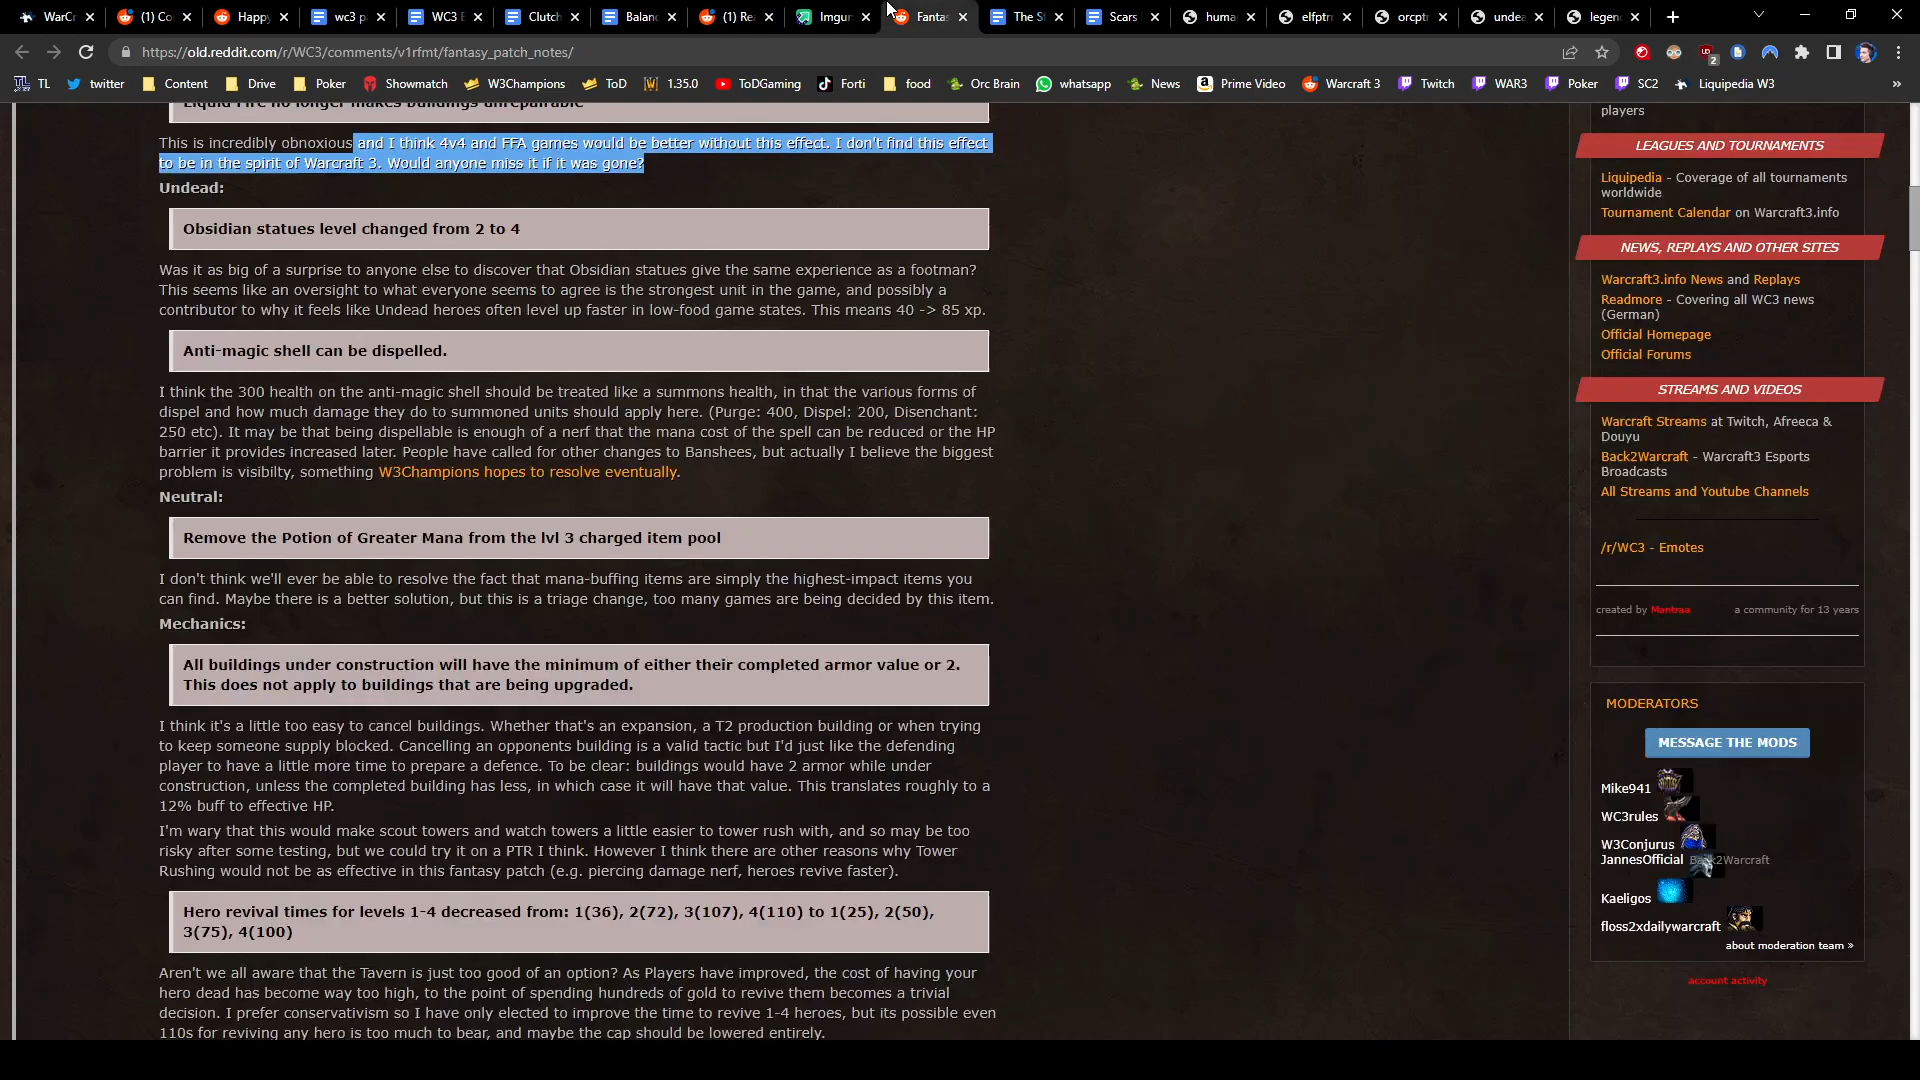 WarCr
(1) Co
Happy
wc3 p
WC3 E
Clutch
Balanc
(1) Re
Imgur
Fantas
The S
Scars
human
elfptr
orcptr
undea
legen
https://old.reddit.com/r/WC3/comments/v1rfmt/fantasy_patch_notes/
2
TL
twitter
Content
Drive
Poker
Showmatch
W3Champions
ToD
1.35.0
ToDGaming
Forti
food
Orc Brain
whatsapp
News
Prime Video
Warcraft 3
Twitch
WAR3
Poker
SC2
Liquipedia W3
»
Liquid Fire no longer makes buildings unrepairable
This is incredibly obnoxious and I think 4v4 and FFA games would be better without this effect. I don't find this effect
to be in the spirit of Warcraft 3. Would anyone miss it if it was gone?
Undead:
Obsidian statues level changed from 2 to 4
Was it as big of a surprise to anyone else to discover that Obsidian statues give the same experience as a footman?
This seems like an oversight to what everyone seems to agree is the strongest unit in the game, and possibly a
contributor to why it feels like Undead heroes often level up faster in low-food game states. This means 40 -> 85 xp.
Anti-magic shell can be dispelled.
I think the 300 health on the anti-magic shell should be treated like a summons health, in that the various forms of
dispel and how much damage they do to summoned units should apply here. (Purge: 400, Dispel: 200, Disenchant:
250 etc). It may be that being dispellable is enough of a nerf that the mana cost of the spell can be reduced or the HP
barrier it provides increased later. People have called for other changes to Banshees, but actually I believe the biggest
problem is visibilty, something W3Champions hopes to resolve eventually.
Neutral:
Remove the Potion of Greater Mana from the lvl 3 charged item pool
I don't think we'll ever be able to resolve the fact that mana-buffing items are simply the highest-impact items you
can find. Maybe there is a better solution, but this is a triage change, too many games are being decided by this item.
Mechanics:
All buildings under construction will have the minimum of either their completed armor value or 2.
This does not apply to buildings that are being upgraded.
I think it's a little too easy to cancel buildings. Whether that's an expansion, a T2 production building or when trying
to keep someone supply blocked. Cancelling an opponents building is a valid tactic but I'd just like the defending
player to have a little more time to prepare a defence. To be clear: buildings would have 2 armor while under
construction, unless the completed building has less, in which case it will have that value. This translates roughly to a
12% buff to effective HP.
I'm wary that this would make scout towers and watch towers a little easier to tower rush with, and so may be too
risky after some testing, but we could try it on a PTR I think. However I think there are other reasons why Tower
Rushing would not be as effective in this fantasy patch (e.g. piercing damage nerf, heroes revive faster).
Hero revival times for levels 1-4 decreased from: 1(36), 2(72), 3(107), 4(110) to 1(25), 2(50),
3(75), 4(100)
Aren't we all aware that the Tavern is just too good of an option? As Players have improved, the cost of having your
hero dead has become way too high, to the point of spending hundreds of gold to revive them becomes a trivial
decision. I prefer conservativism so I have only elected to improve the time to revive 1-4 heroes, but its possible even
110s for reviving any hero is too much to bear, and maybe the cap should be lowered entirely.
players
LEAGUES AND TOURNAMENTS
Liquipedia - Coverage of all tournaments
worldwide
Tournament Calendar on Warcraft3.info
NEWS, REPLAYS AND OTHER SITES
Warcraft3.info News and Replays
Readmore - Covering all WC3 news
(German)
Official Homepage
Official Forums
STREAMS AND VIDEOS
Warcraft Streams at Twitch, Afreeca &
Douyu
Back2Warcraft - Warcraft3 Esports
Broadcasts
All Streams and Youtube Channels
/r/WC3 - Emotes
created by Mantraa
a community for 13 years
MODERATORS
MESSAGE THE MODS
Mike941
WC3rules
W3Conjurus
JannesOfficial Back2Warcraft
Kaeligos
floss2xdailywarcraft
about moderation team »
account activity